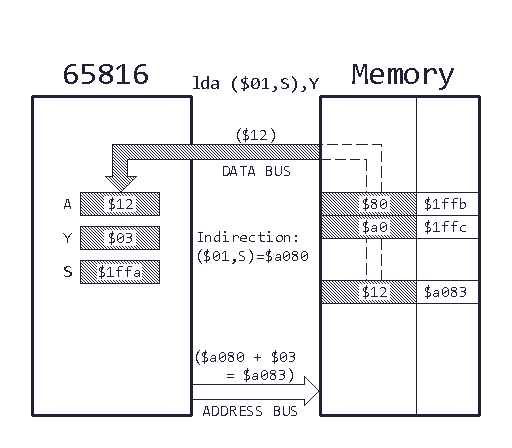 65816
lda ($01,S),Y
Memory
($12)
DATA BUS
A $12
$80 $1ffb
Y $03
$a0 $1ffc
Indirection:
($01,S)=$a080
S $1ffa
$12 $a083
($a080 + $03
= $a083)
ADDRESS BUS